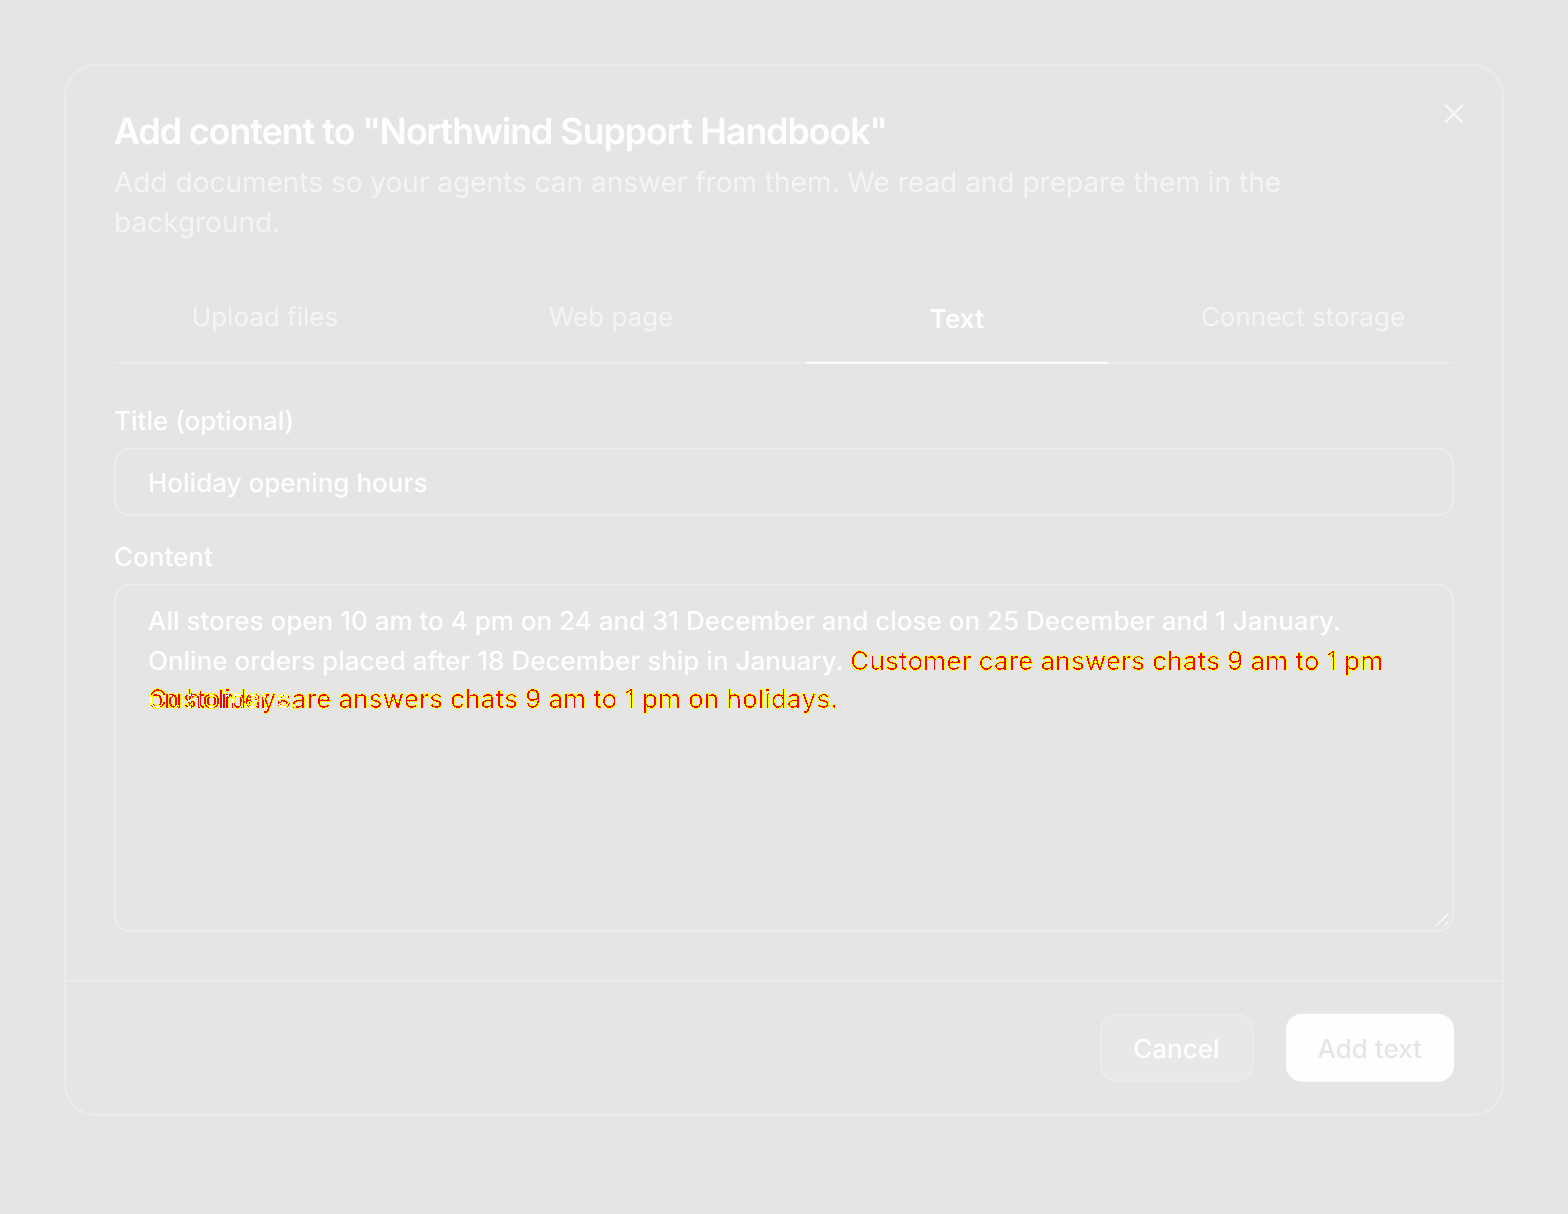 Add content to "Northwind Support Handbook"
Add documents so your agents can answer from them. We read and prepare them in the
background.
Upload files
Web page
Text
Connect storage
Title (optional)
Holiday opening hours
Content
All stores open 10 am to 4 pm on 24 and 31 December and close on 25 December and 1 January.
Online orders placed after 18 December ship in January. Customer care answers chats 9 am to 1 pm
Customer care answers chats 9 am to 1 pm on holidays.
on holidays.
Cancel
Add text